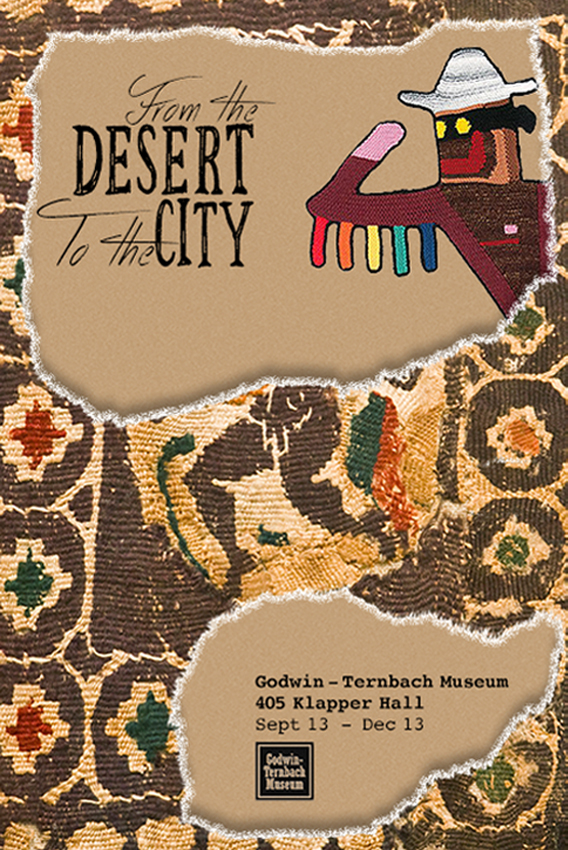 From the
DESERT
To the CITY
Godwin-Ternbach Museum
405 Klapper Hall
Sept 13 - Dec 13
Godwin-
Ternbach
Museum